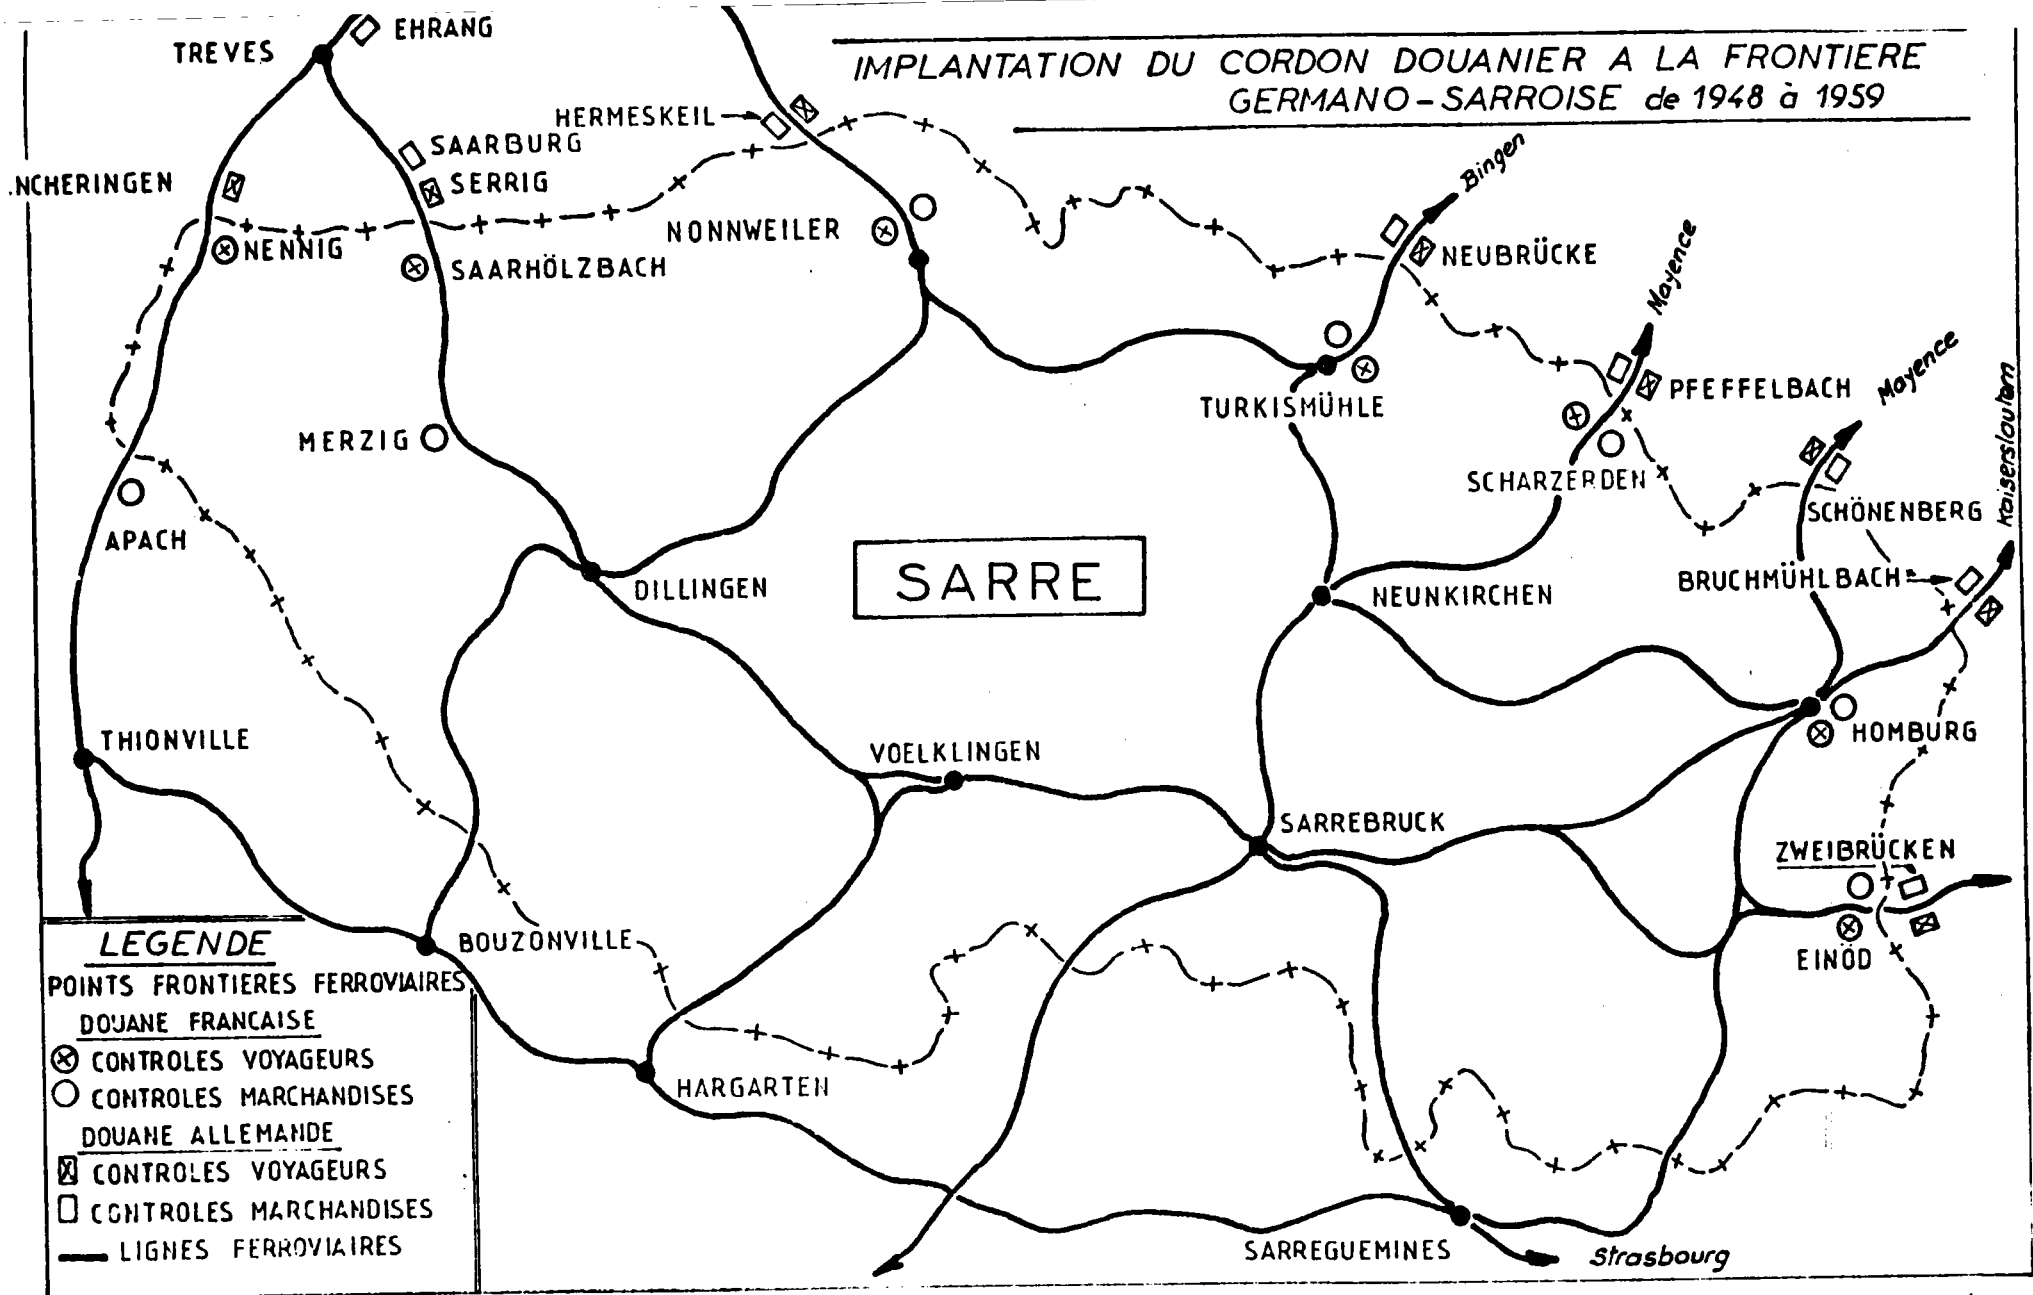 EHRANG
TREVES
IMPLANTATION DU CORDON DOUANIER A LA FRONTIERE
GERMANO-SARROISE de 1948 à 1959
HERMESKEIL
SAARBURG
SERRIG
.NCHERINGEN
NENNIG
SAARHÖLZBACH
NONNWEILER
Bingen
NEUBRÜCKE
Mayence
TURKISMÜHLE
PFEFFELBACH
Mayence
Kaiserslautern
MERZIG
SCHARZERDEN
SCHÖNENBERG
APACH
DILLINGEN
SARRE
NEUNKIRCHEN
BRUCHMÜHLBACH
THIONVILLE
VOELKLINGEN
HOMBURG
SARREBRUCK
ZWEIBRÜCKEN
BOUZONVILLE
EINÖD
HARGARTEN
SARREGUEMINES
Strasbourg
LEGENDE
POINTS FRONTIERES FERROVIAIRES
DOUANE FRANCAISE
CONTROLES VOYAGEURS
CONTROLES MARCHANDISES
DOUANE ALLEMANDE
CONTROLES VOYAGEURS
CONTROLES MARCHANDISES
LIGNES FERROVIAIRES